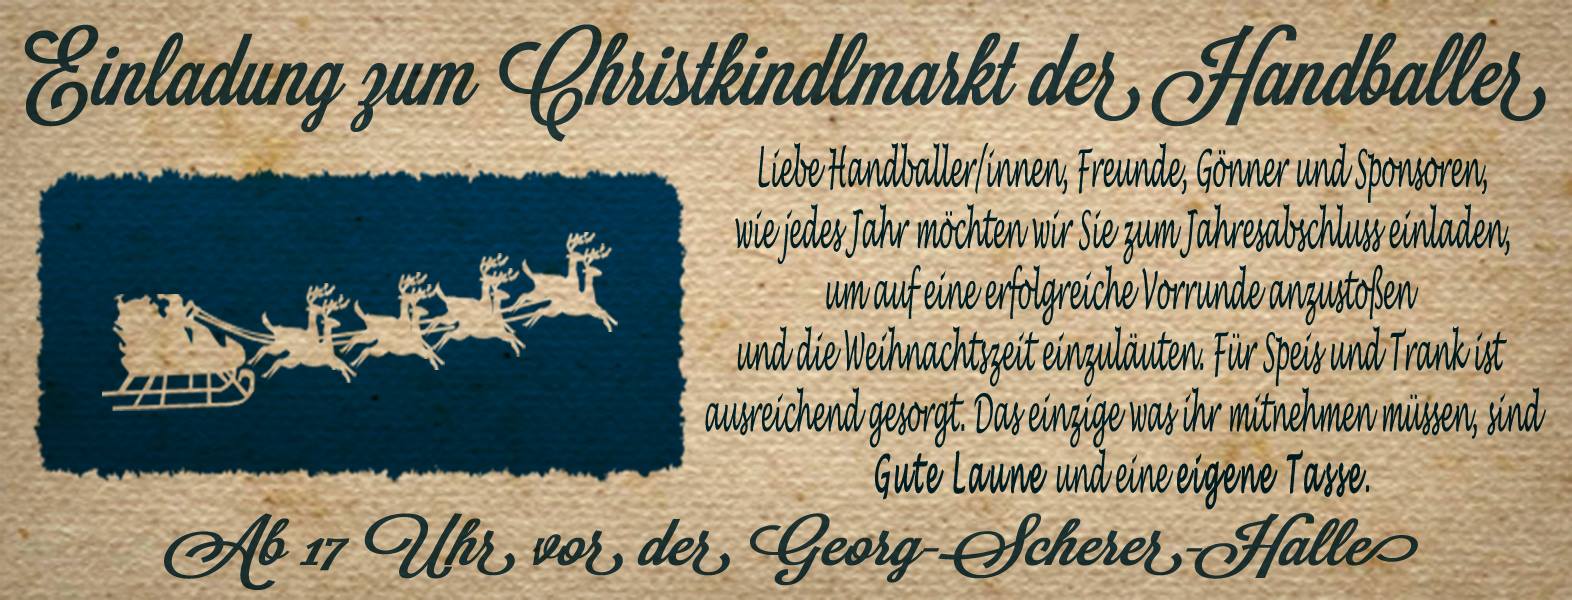 Einladung zum Christkindlmarkt der Handballer
Liebe Handballer/innen, Freunde, Gönner und Sponsoren,
wie jedes Jahr möchten wir Sie zum Jahresabschluss einladen,
um auf eine erfolgreiche Vorrunde anzustoßen
und die Weihnachtszeit einzuläuten. Für Speis und Trank ist
ausreichend gesorgt. Das einzige was ihr mitnehmen müssen, sind
Gute Laune und eine eigene Tasse.
Ab 17 Uhr vor der Georg-Scherer-Halle